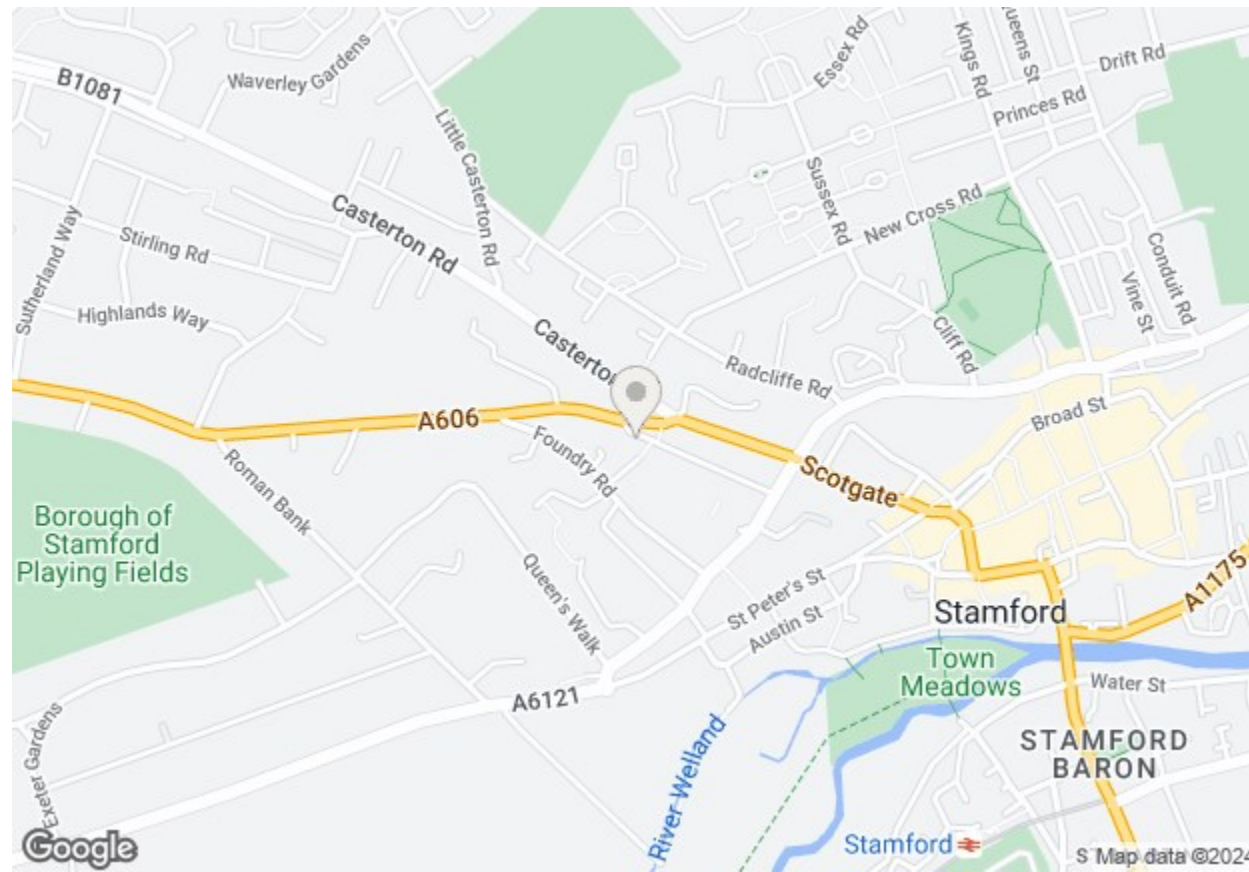 B1081
Waverley Gardens
Little Casterton Rd
Essex Rd
Kings Rd
Queens St
Drift Rd
Princes Rd
Sutherland Way
Stirling Rd
Casterton Rd
Sussex Rd
New Cross Rd
Highlands Way
Casterton
Radcliffe Rd
Cliff Rd
Vine St
Conduit Rd
Broad St
A606
Foundry Rd
Scotgate
Roman Bank
Borough of
Stamford
Playing Fields
Queen's Walk
St Peter's St
Austin St
Stamford
A1175
Town
Meadows
Water St
A6121
STAMFORD
BARON
Exeter Gardens
River Welland
Stamford
Google
Map data ©2024